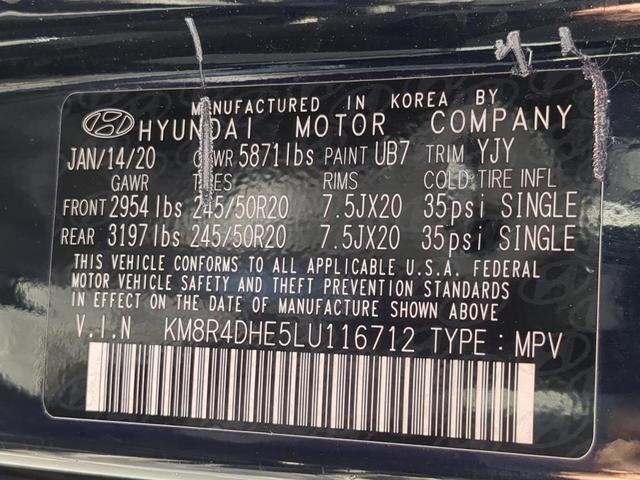 MANUFACTURED IN KOREA BY
HYUNDAI MOTOR COMPANY
JAN/14/20 GVWR 5871lbs PAINT UB7 TRIM YJY
GAWR TIRES RIMS COLD TIRE INFL
FRONT 2954lbs 245/50R20 7.5JX20 35psi SINGLE
REAR 3197lbs 245/50R20 7.5JX20 35psi SINGLE
THIS VEHICLE CONFORMS TO ALL APPLICABLE U.S.A. FEDERAL
MOTOR VEHICLE SAFETY AND THEFT PREVENTION STANDARDS
IN EFFECT ON THE DATE OF MANUFACTURE SHOWN ABOVE
V.I.N KM8R4DHE5LU116712 TYPE : MPV